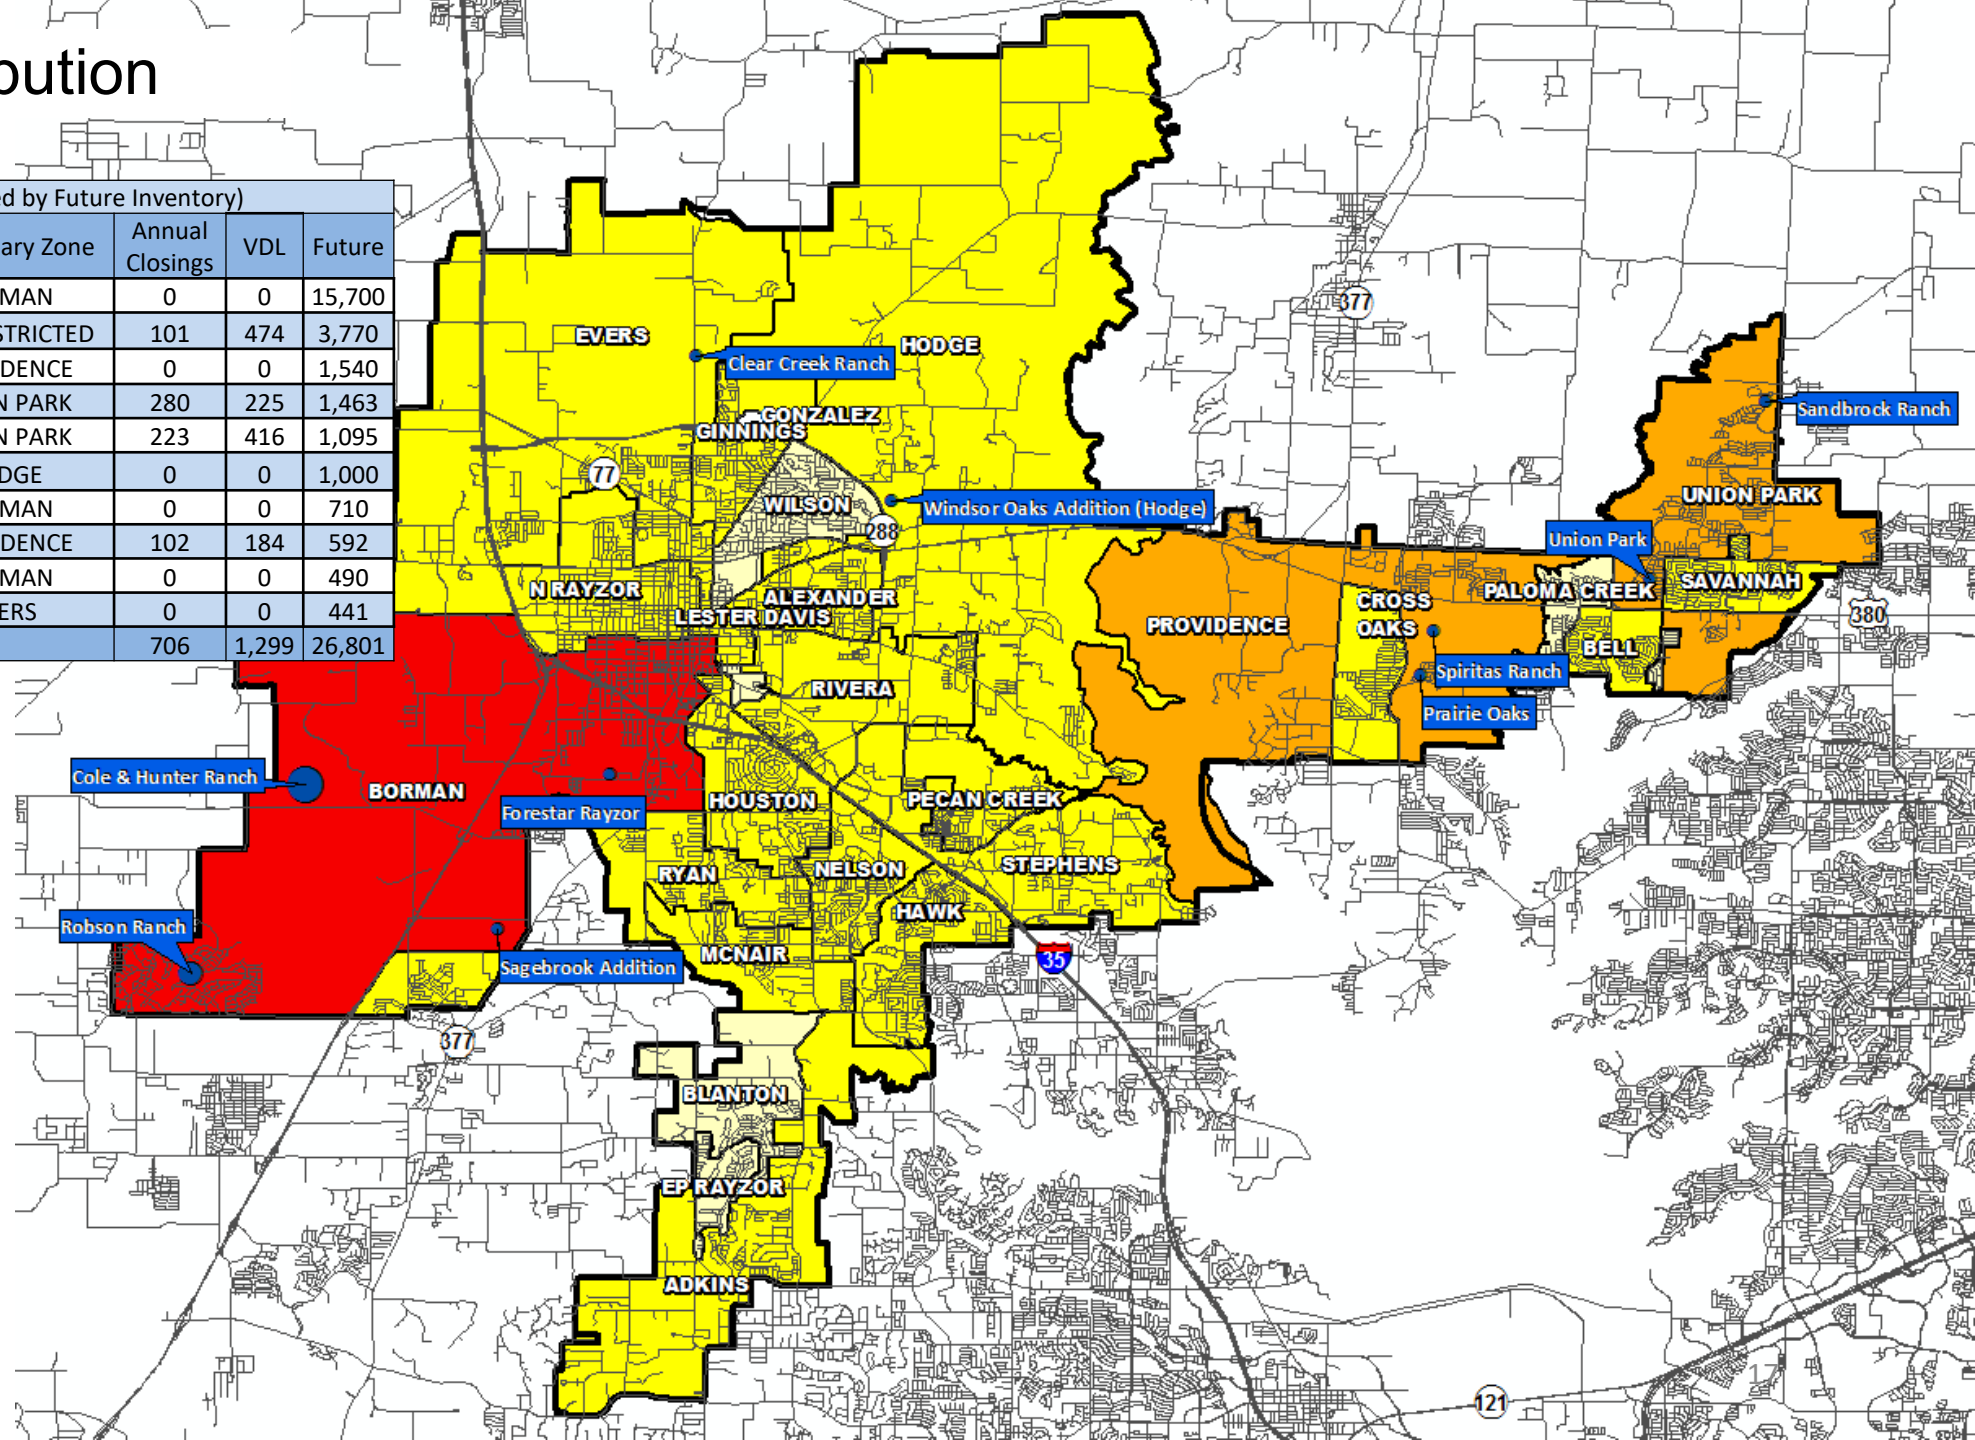 bution
ed by Future Inventory)
ary Zone Annual Closings VDL Future
MAN 0 0 15,700
STRICTED 101 474 3,770
DENCE 0 0 1,540
N PARK 280 225 1,463
N PARK 223 416 1,095
DGE 0 0 1,000
MAN 0 0 710
DENCE 102 184 592
MAN 0 0 490
ERS 0 0 441
706 1,299 26,801
377
EVERS
HODGE
Clear Creek Ranch
Sandbrock Ranch
GONZALEZ
GINNINGS
77
WILSON
UNION PARK
Windsor Oaks Addition (Hodge)
288
Union Park
N RAYZOR
ALEXANDER
LESTER DAVIS
PROVIDENCE
CROSS
OAKS
PALOMA CREEK
SAVANNAH
380
BELL
RIVERA
Spiritas Ranch
Prairie Oaks
Cole & Hunter Ranch
BORMAN
Forestar Rayzor
HOUSTON
PECAN CREEK
RYAN
NELSON
STEPHENS
HAWK
Robson Ranch
MCNAIR
Sagebrook Addition
35
377
BLANTON
EP RAYZOR
ADKINS
17
121